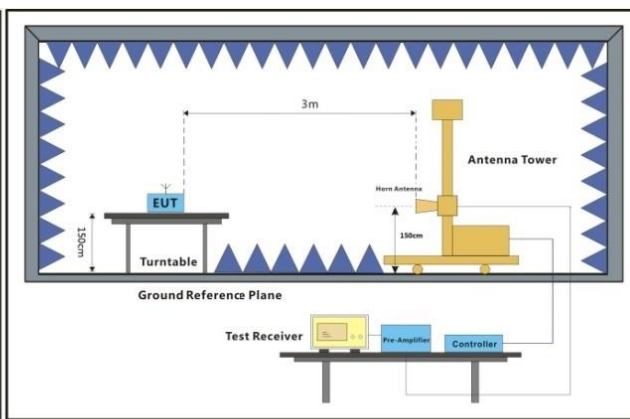 3m
Antenna Tower
Horn Antenna
EUT
150cm
150cm
Turntable
Ground Reference Plane
Test Receiver
Pre-Amplifier
Controller